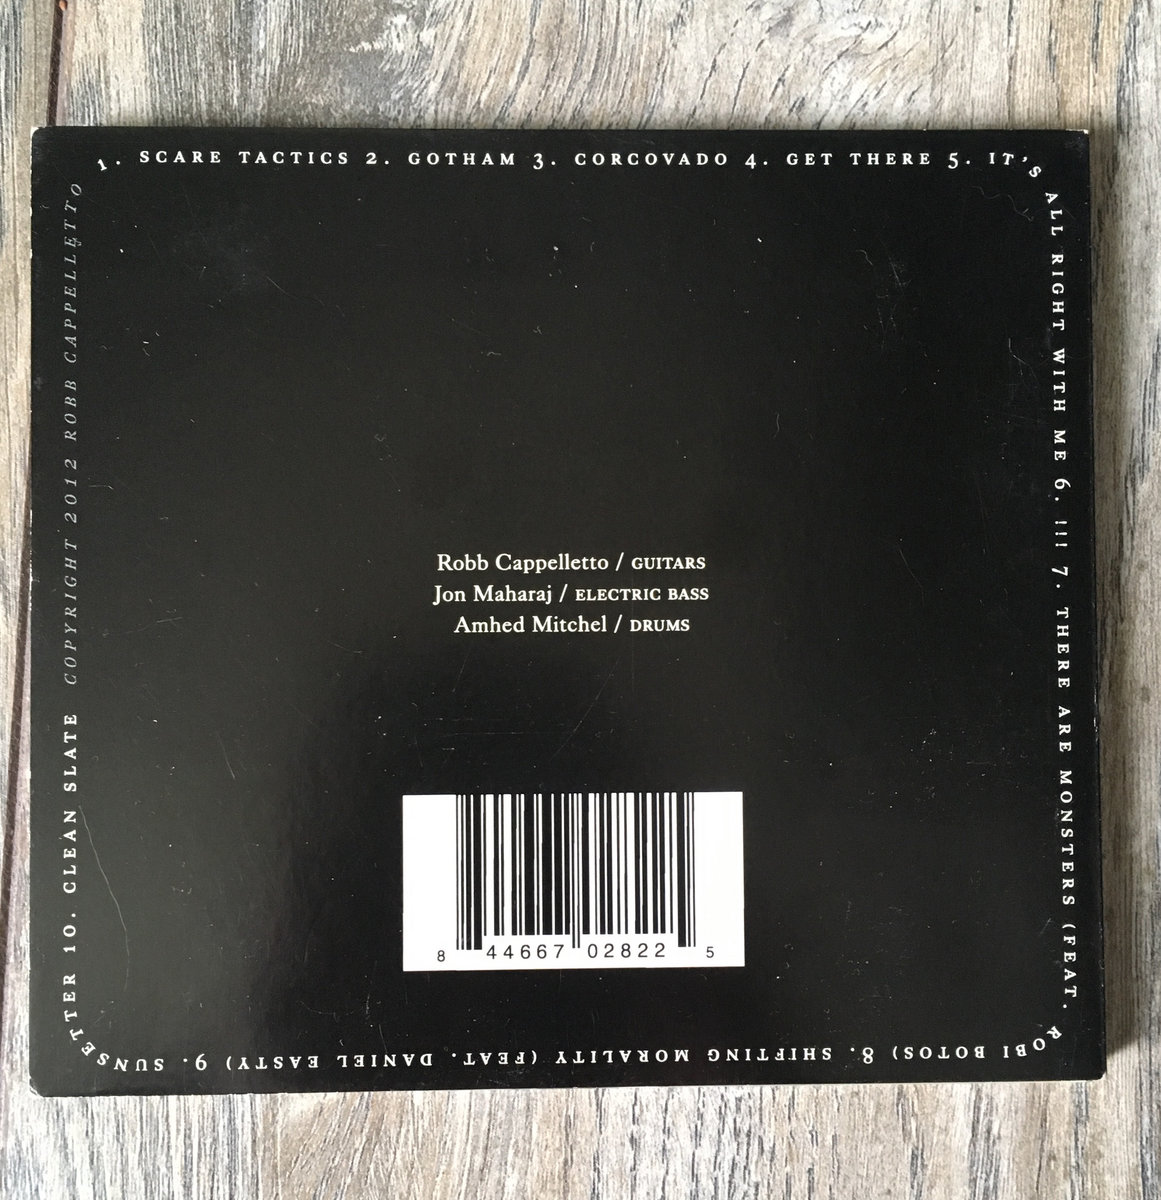 1. SCARE TACTICS 2. GOTHAM 3. CORCOVADO 4. GET THERE 5. IT'S ALL RIGHT WITH ME 6. !!! 7. THERE ARE MONSTERS (FEAT. ROBI BOTOS) 8. SHIFTING MORALITY (FEAT. DANIEL EASTY) 9. SUNSETTER 10. CLEAN SLATE COPYRIGHT 2012 ROBB CAPPELLETTO
Robb Cappelletto / GUITARS
Jon Maharaj / ELECTRIC BASS
Amhed Mitchel / DRUMS
8 44667 02822 5